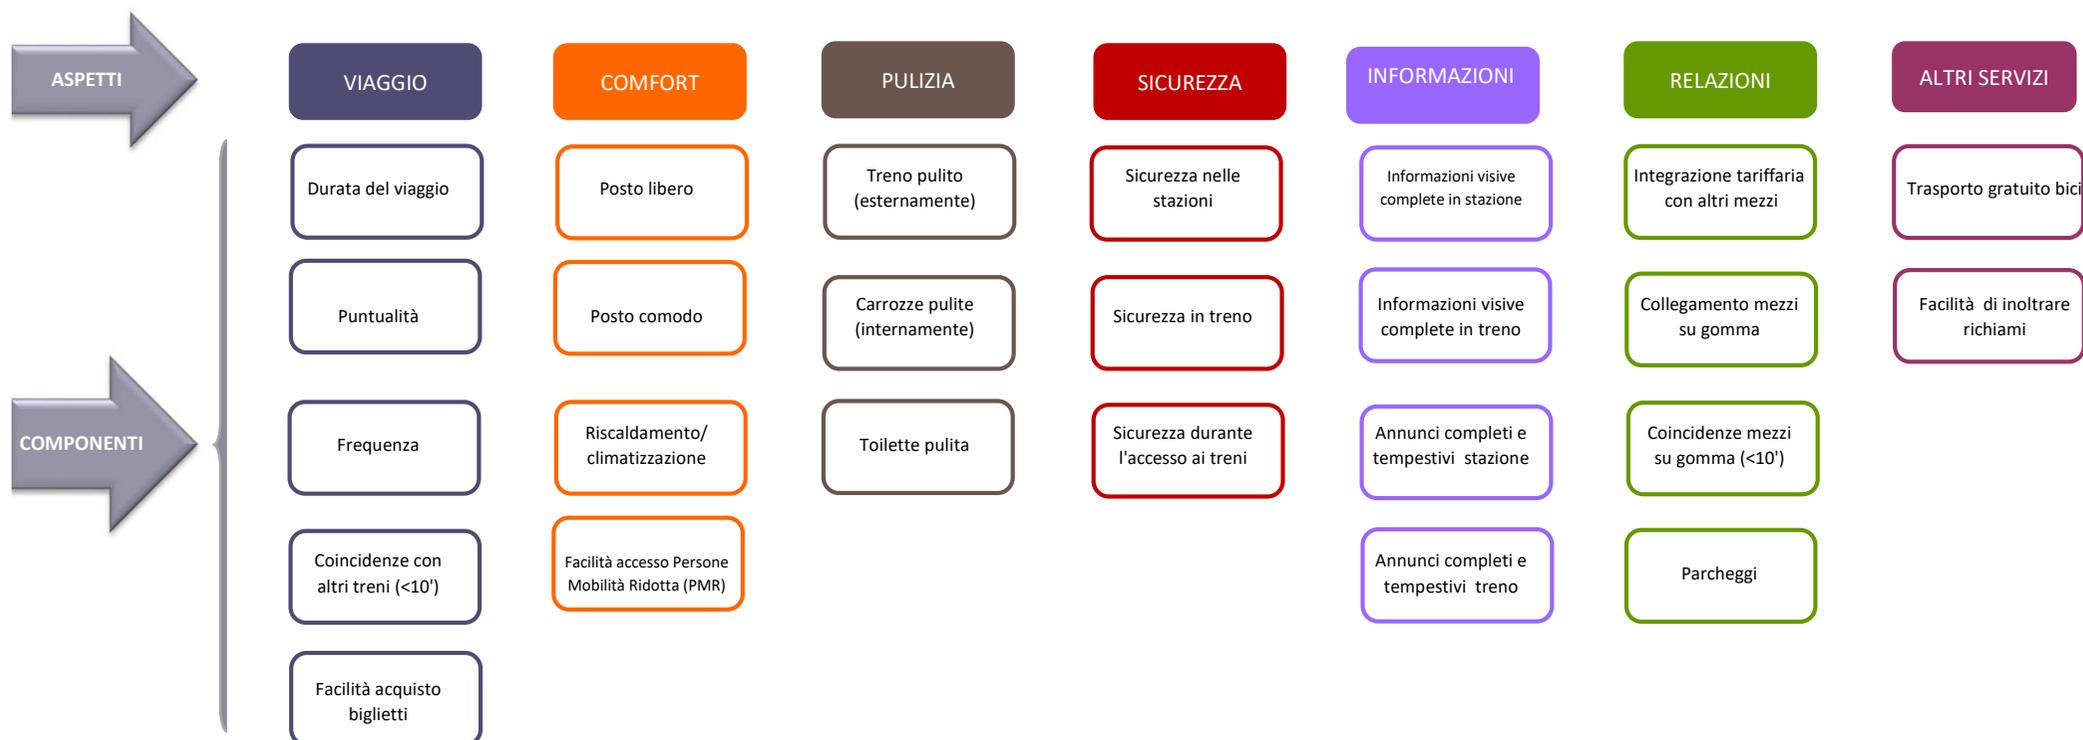 ASPETTI
VIAGGIO
COMFORT
PULIZIA
SICUREZZA
INFORMAZIONI
RELAZIONI
ALTRI SERVIZI
COMPONENTI
Durata del viaggio
Puntualità
Frequenza
Coincidenze con
altri treni (<10')
Facilità acquisto
biglietti
Posto libero
Posto comodo
Riscaldamento/
climatizzazione
Facilità accesso Persone
Mobilità Ridotta (PMR)
Treno pulito
(esternamente)
Carrozze pulite
(internamente)
Toilette pulita
Sicurezza nelle
stazioni
Sicurezza in treno
Sicurezza durante
l'accesso ai treni
Informazioni visive
complete in stazione
Informazioni visive
complete in treno
Annunci completi e
tempestivi  stazione
Annunci completi e
tempestivi  treno
Integrazione tariffaria
con altri mezzi
Collegamento mezzi
su gomma
Coincidenze mezzi
su gomma (<10')
Parcheggi
Trasporto gratuito bici
Facilità  di inoltrare
richiami